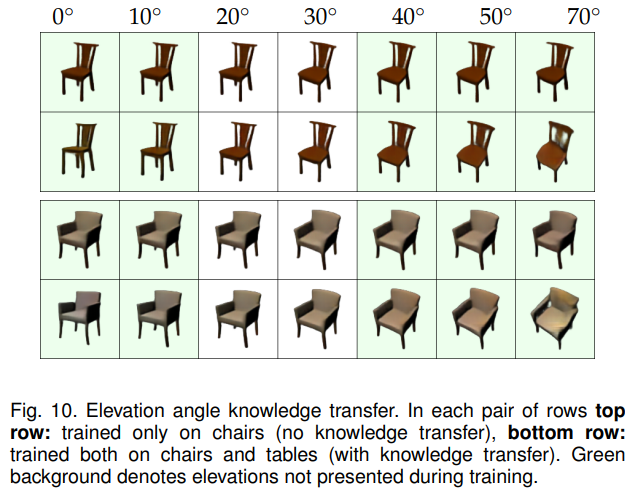 0° 10° 20° 30° 40° 50° 70°
Fig. 10. Elevation angle knowledge transfer. In each pair of rows top
row: trained only on chairs (no knowledge transfer), bottom row:
trained both on chairs and tables (with knowledge transfer). Green
background denotes elevations not presented during training.